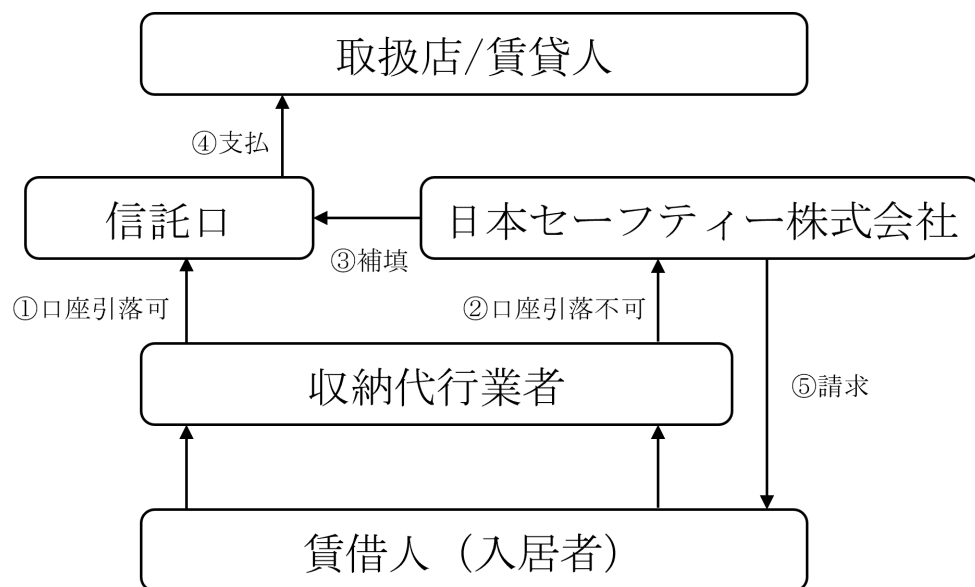 取扱店/賃貸人
④支払
信託口
日本セーフティー株式会社
③補填
①口座引落可
②口座引落不可
収納代行業者
⑤請求
賃借人（入居者）